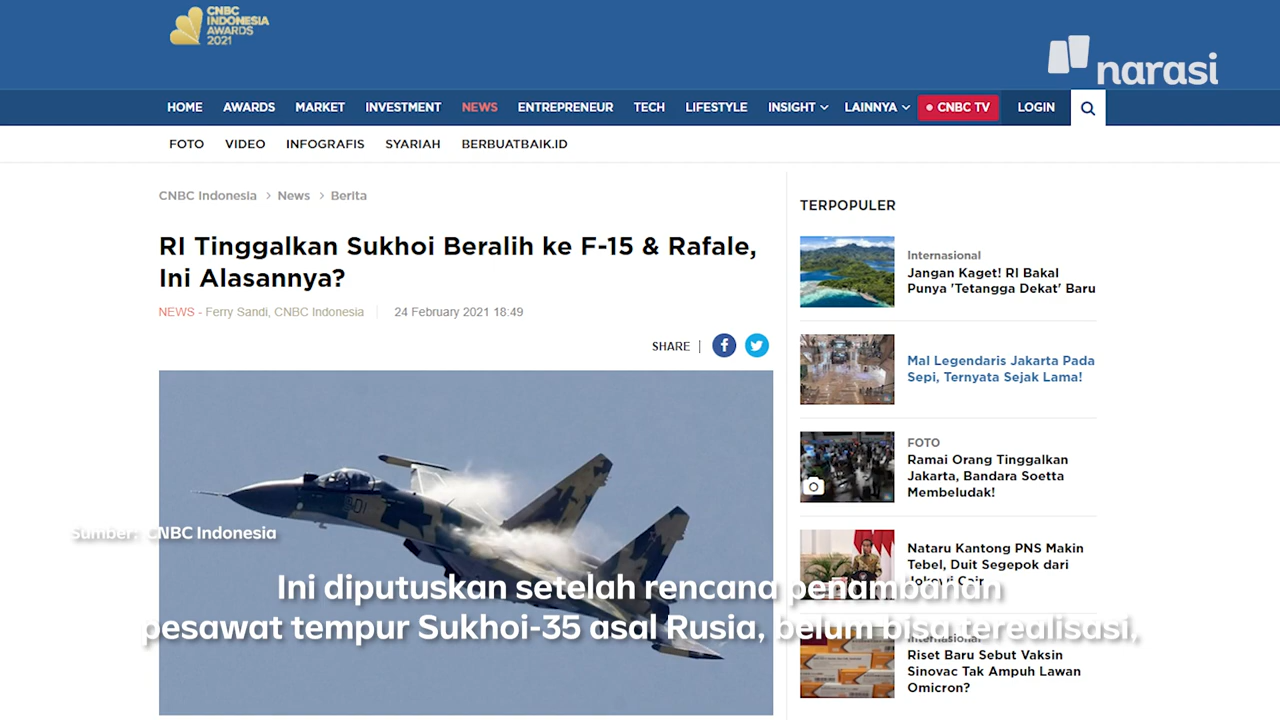 CNBC
INDONESIA
AWARDS
2021
narasi
HOME AWARDS MARKET INVESTMENT NEWS ENTREPRENEUR TECH LIFESTYLE INSIGHT LAINNYA CNBC TV LOGIN
FOTO VIDEO INFOGRAFIS SYARIAH BERBUATBAIK.ID
CNBC Indonesia > News > Berita
RI Tinggalkan Sukhoi Beralih ke F-15 & Rafale,
Ini Alasannya?
NEWS - Ferry Sandi, CNBC Indonesia 24 February 2021 18:49
SHARE
01
Sumber: CNBC Indonesia
Ini diputuskan setelah rencana penambahan
pesawat tempur Sukhoi-35 asal Rusia, belum bisa terealisasi,
TERPOPULER
Internasional
Jangan Kaget! RI Bakal
Punya 'Tetangga Dekat' Baru
Mal Legendaris Jakarta Pada
Sepi, Ternyata Sejak Lama!
FOTO
Ramai Orang Tinggalkan
Jakarta, Bandara Soetta
Membeludak!
Nataru Kantong PNS Makin
Tebel, Duit Segepok dari
Jokowi Cair
Internasional
Riset Baru Sebut Vaksin
Sinovac Tak Ampuh Lawan
Omicron?